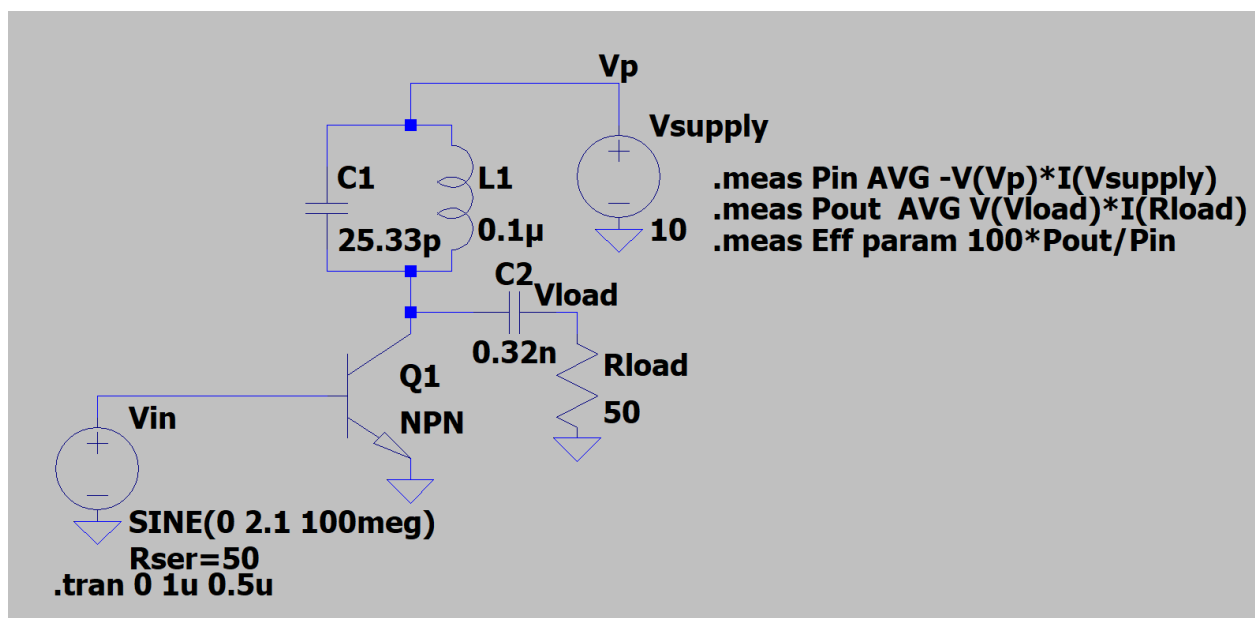 Vp
Vsupply
C1
L1
.meas Pin AVG -V(Vp)*I(Vsupply)
.meas Pout  AVG V(Vload)*I(Rload)
.meas Eff param 100*Pout/Pin
25.33p
0.1µ
10
C2
Vload
0.32n
Rload
50
Q1
NPN
Vin
SINE(0 2.1 100meg)
Rser=50
.tran 0 1u 0.5u